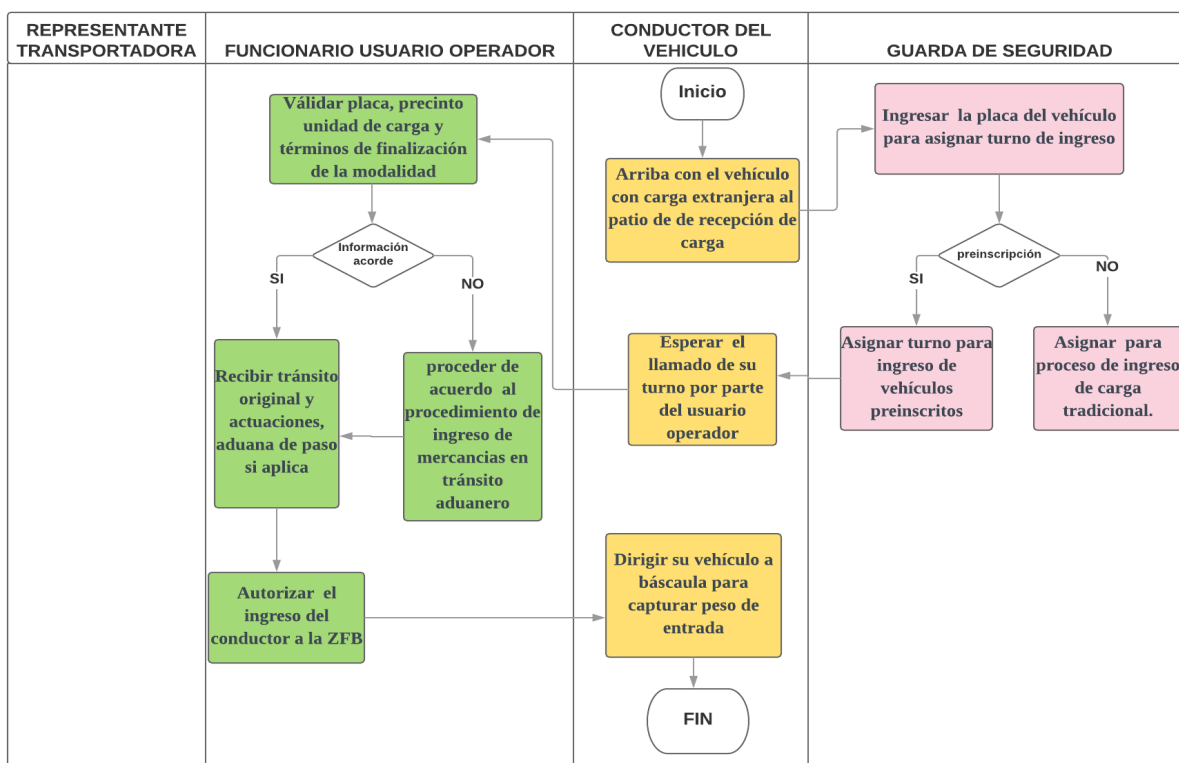 REPRESENTANTE
TRANSPORTADORA
FUNCIONARIO USUARIO OPERADOR
CONDUCTOR DEL
VEHICULO
GUARDA DE SEGURIDAD
Válidar placa, precinto
unidad de carga y
términos de finalización
de la modalidad
Información
acorde
SI
NO
Recibir tránsito
original y
actuaciones,
aduana de paso
si aplica
proceder de
acuerdo al
procedimiento de
ingreso de
mercancias en
tránsito
aduanero
Autorizar el
ingreso del
conductor a la ZFB
Inicio
Arriba con el vehículo
con carga extranjera al
patio de de recepción de
carga
Esperar el
llamado de su
turno por parte
del usuario
operador
Dirigir su vehículo a
báscaula para
capturar peso de
entrada
FIN
Ingresar la placa del vehículo
para asignar turno de ingreso
preinscripción
SI
NO
Asignar turno para
ingreso de
vehículos
preinscritos
Asignar para
proceso de ingreso
de carga
tradicional.